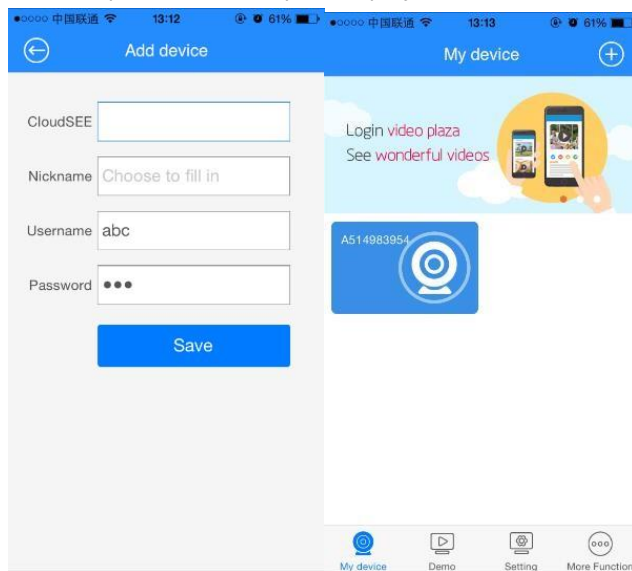 中国联通 13:12 61%
Add device
CloudSEE
Nickname Choose to fill in
Username abc
Password •••
Save
中国联通 13:13 61%
My device
Login video plaza
See wonderful videos
A514983954
My device Demo Setting More Function